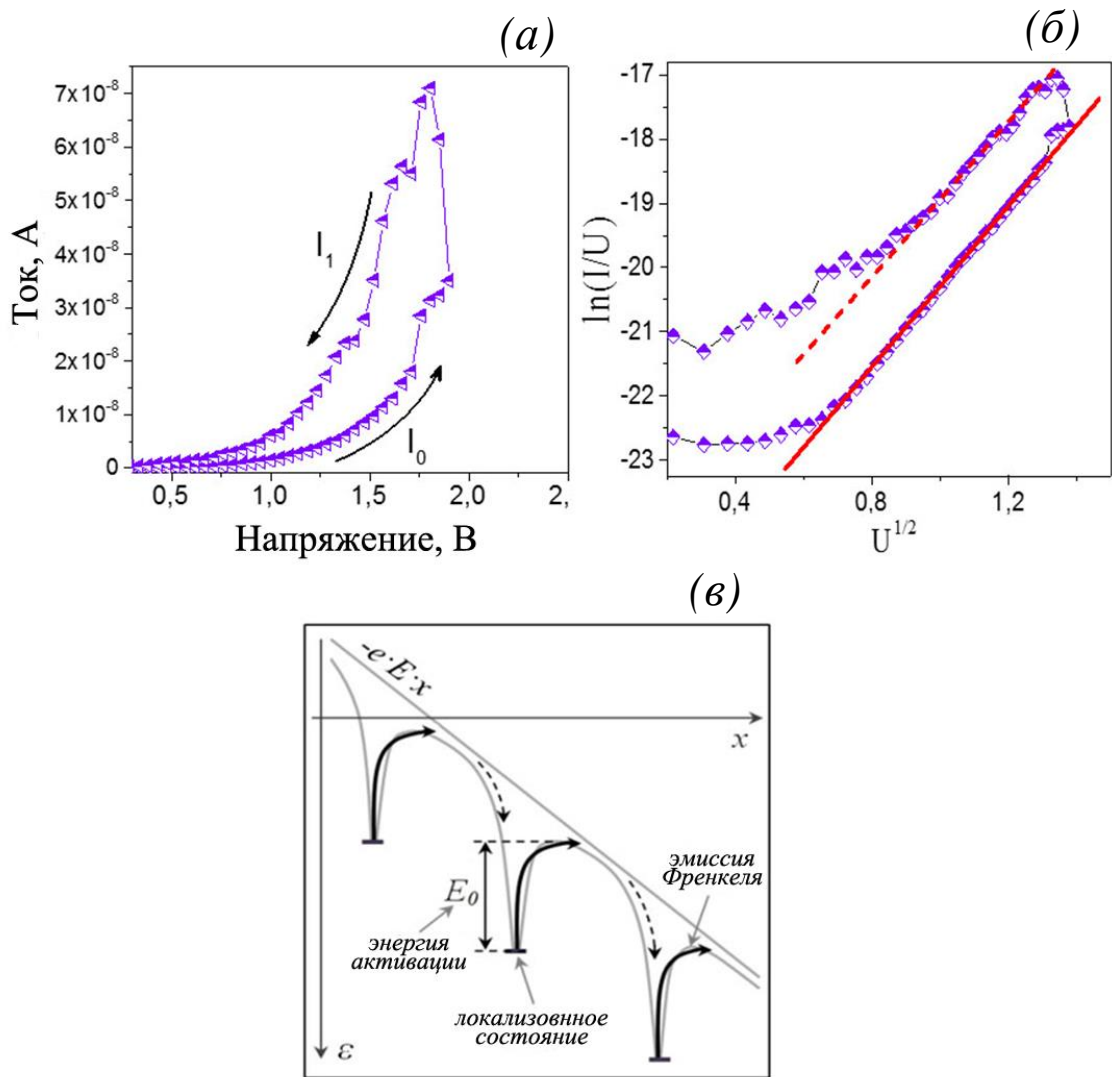 (а)
7x10⁻⁸
6x10⁻⁸
5x10⁻⁸
4x10⁻⁸
3x10⁻⁸
2x10⁻⁸
1x10⁻⁸
0
Ток, А
I₁
I₀
0,5 1,0 1,5 2,0 2,
Напряжение, В
(б)
-17
-18
-19
-20
-21
-22
-23
ln(I/U)
0,4 0,8 1,2
U^1/2
(в)
-e·E·x
x
эмиссия
Френкеля
E₀
энергия
активации
локализовнное
состояние
ε